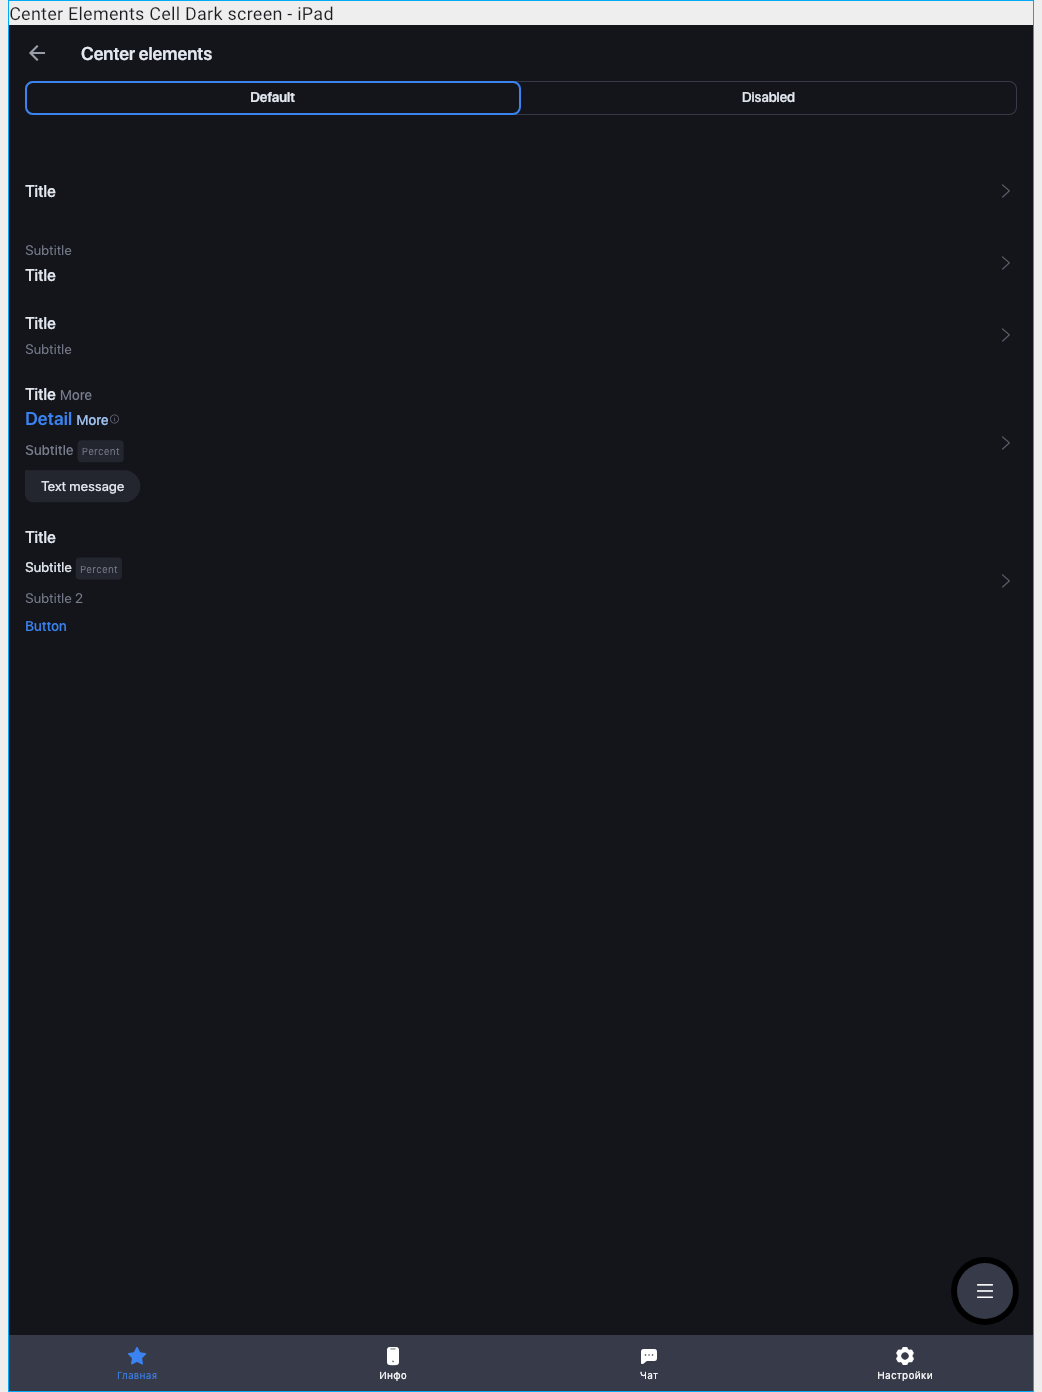 Center Elements Cell Dark screen - iPad
Center elements
Default Disabled
Title
Subtitle
Title
Title
Subtitle
Title More
Detail More
Subtitle Percent
Text message
Title
Subtitle Percent
Subtitle 2
Button
Главная Инфо Чат Настройки